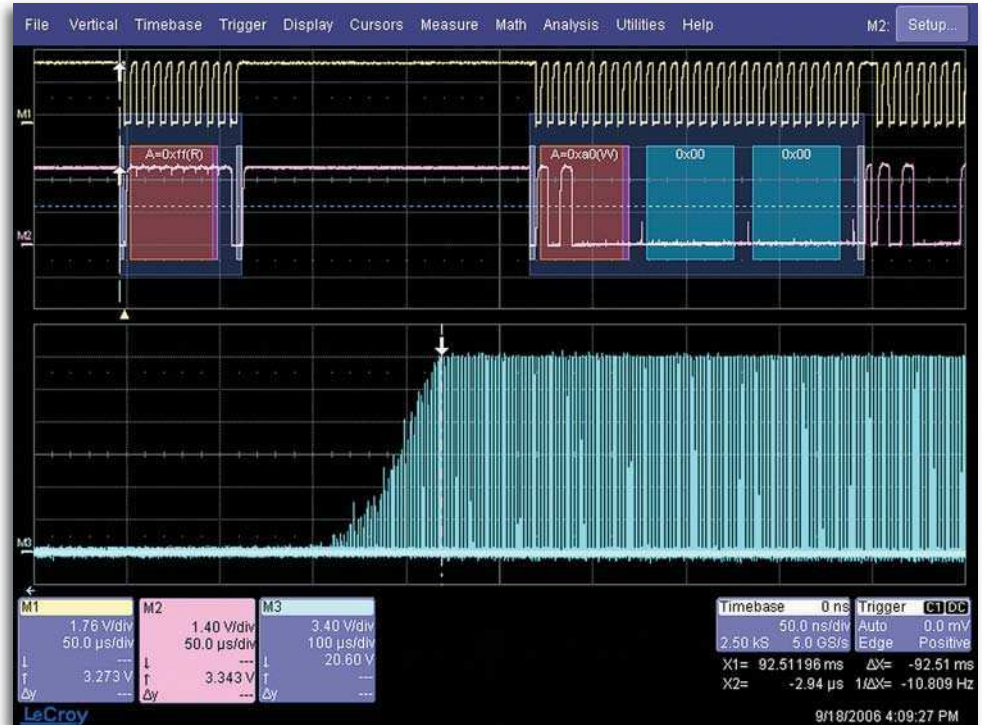 File Vertical Timebase Trigger Display Cursors Measure Math Analysis Utilities Help M2: Setup...
M1
A=0xff(R) A=0xa0(W) 0x00 0x00
M2
M3
M1
1.76 V/div
50.0 µs/div
---
3.273 V
Δy ---
M2
1.40 V/div
50.0 µs/div
---
3.343 V
Δy ---
M3
3.40 V/div
100 µs/div
20.60 V
---
Δy ---
Timebase 0 ns
50.0 ns/div
2.50 kS 5.0 GS/s
Trigger C1 DC
Auto 0.0 mV
Edge Positive
X1= 92.51196 ms ΔX= -92.51 ms
X2= -2.94 µs 1/ΔX= -10.809 Hz
LeCroy
9/18/2006 4:09:27 PM